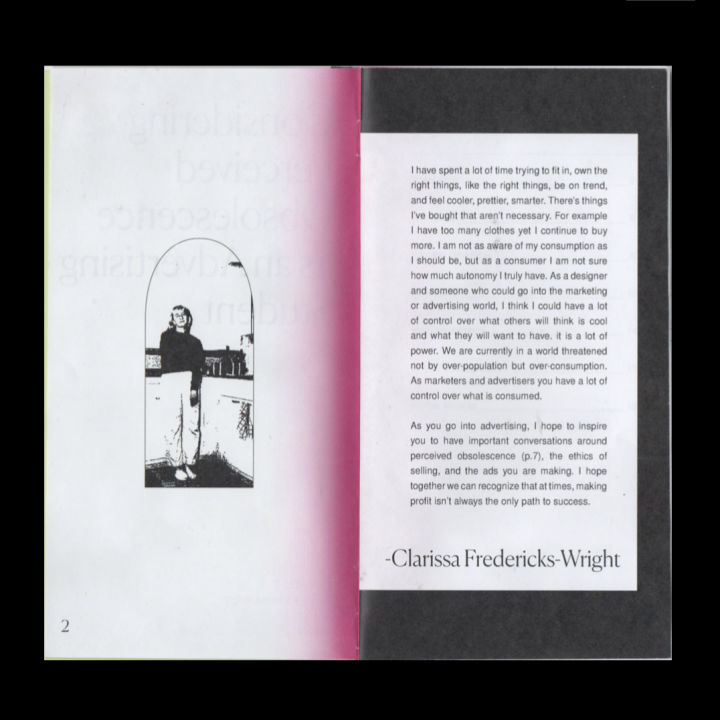 I have spent a lot of time trying to fit in, own the
right things, like the right things, be on trend,
and feel cooler, prettier, smarter. There's things
I've bought that aren't necessary. For example
I have too many clothes yet I continue to buy
more. I am not as aware of my consumption as
I should be, but as a consumer I am not sure
how much autonomy I truly have. As a designer
and someone who could go into the marketing
or advertising world, I think I could have a lot
of control over what others will think is cool
and what they will want to have. it is a lot of
power. We are currently in a world threatened
not by over-population but over-consumption.
As marketers and advertisers you have a lot of
control over what is consumed.
As you go into advertising, I hope to inspire
you to have important conversations around
perceived obsolescence (p.7), the ethics of
selling, and the ads you are making. I hope
together we can recognize that at times, making
profit isn't always the only path to success.
-Clarissa Fredericks-Wright
2